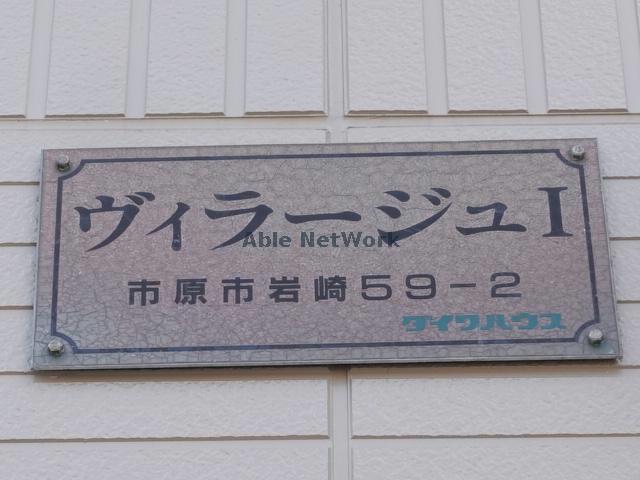 ヴィラージュI
Able NetWork
市原市岩崎59-2
ダイワハウス